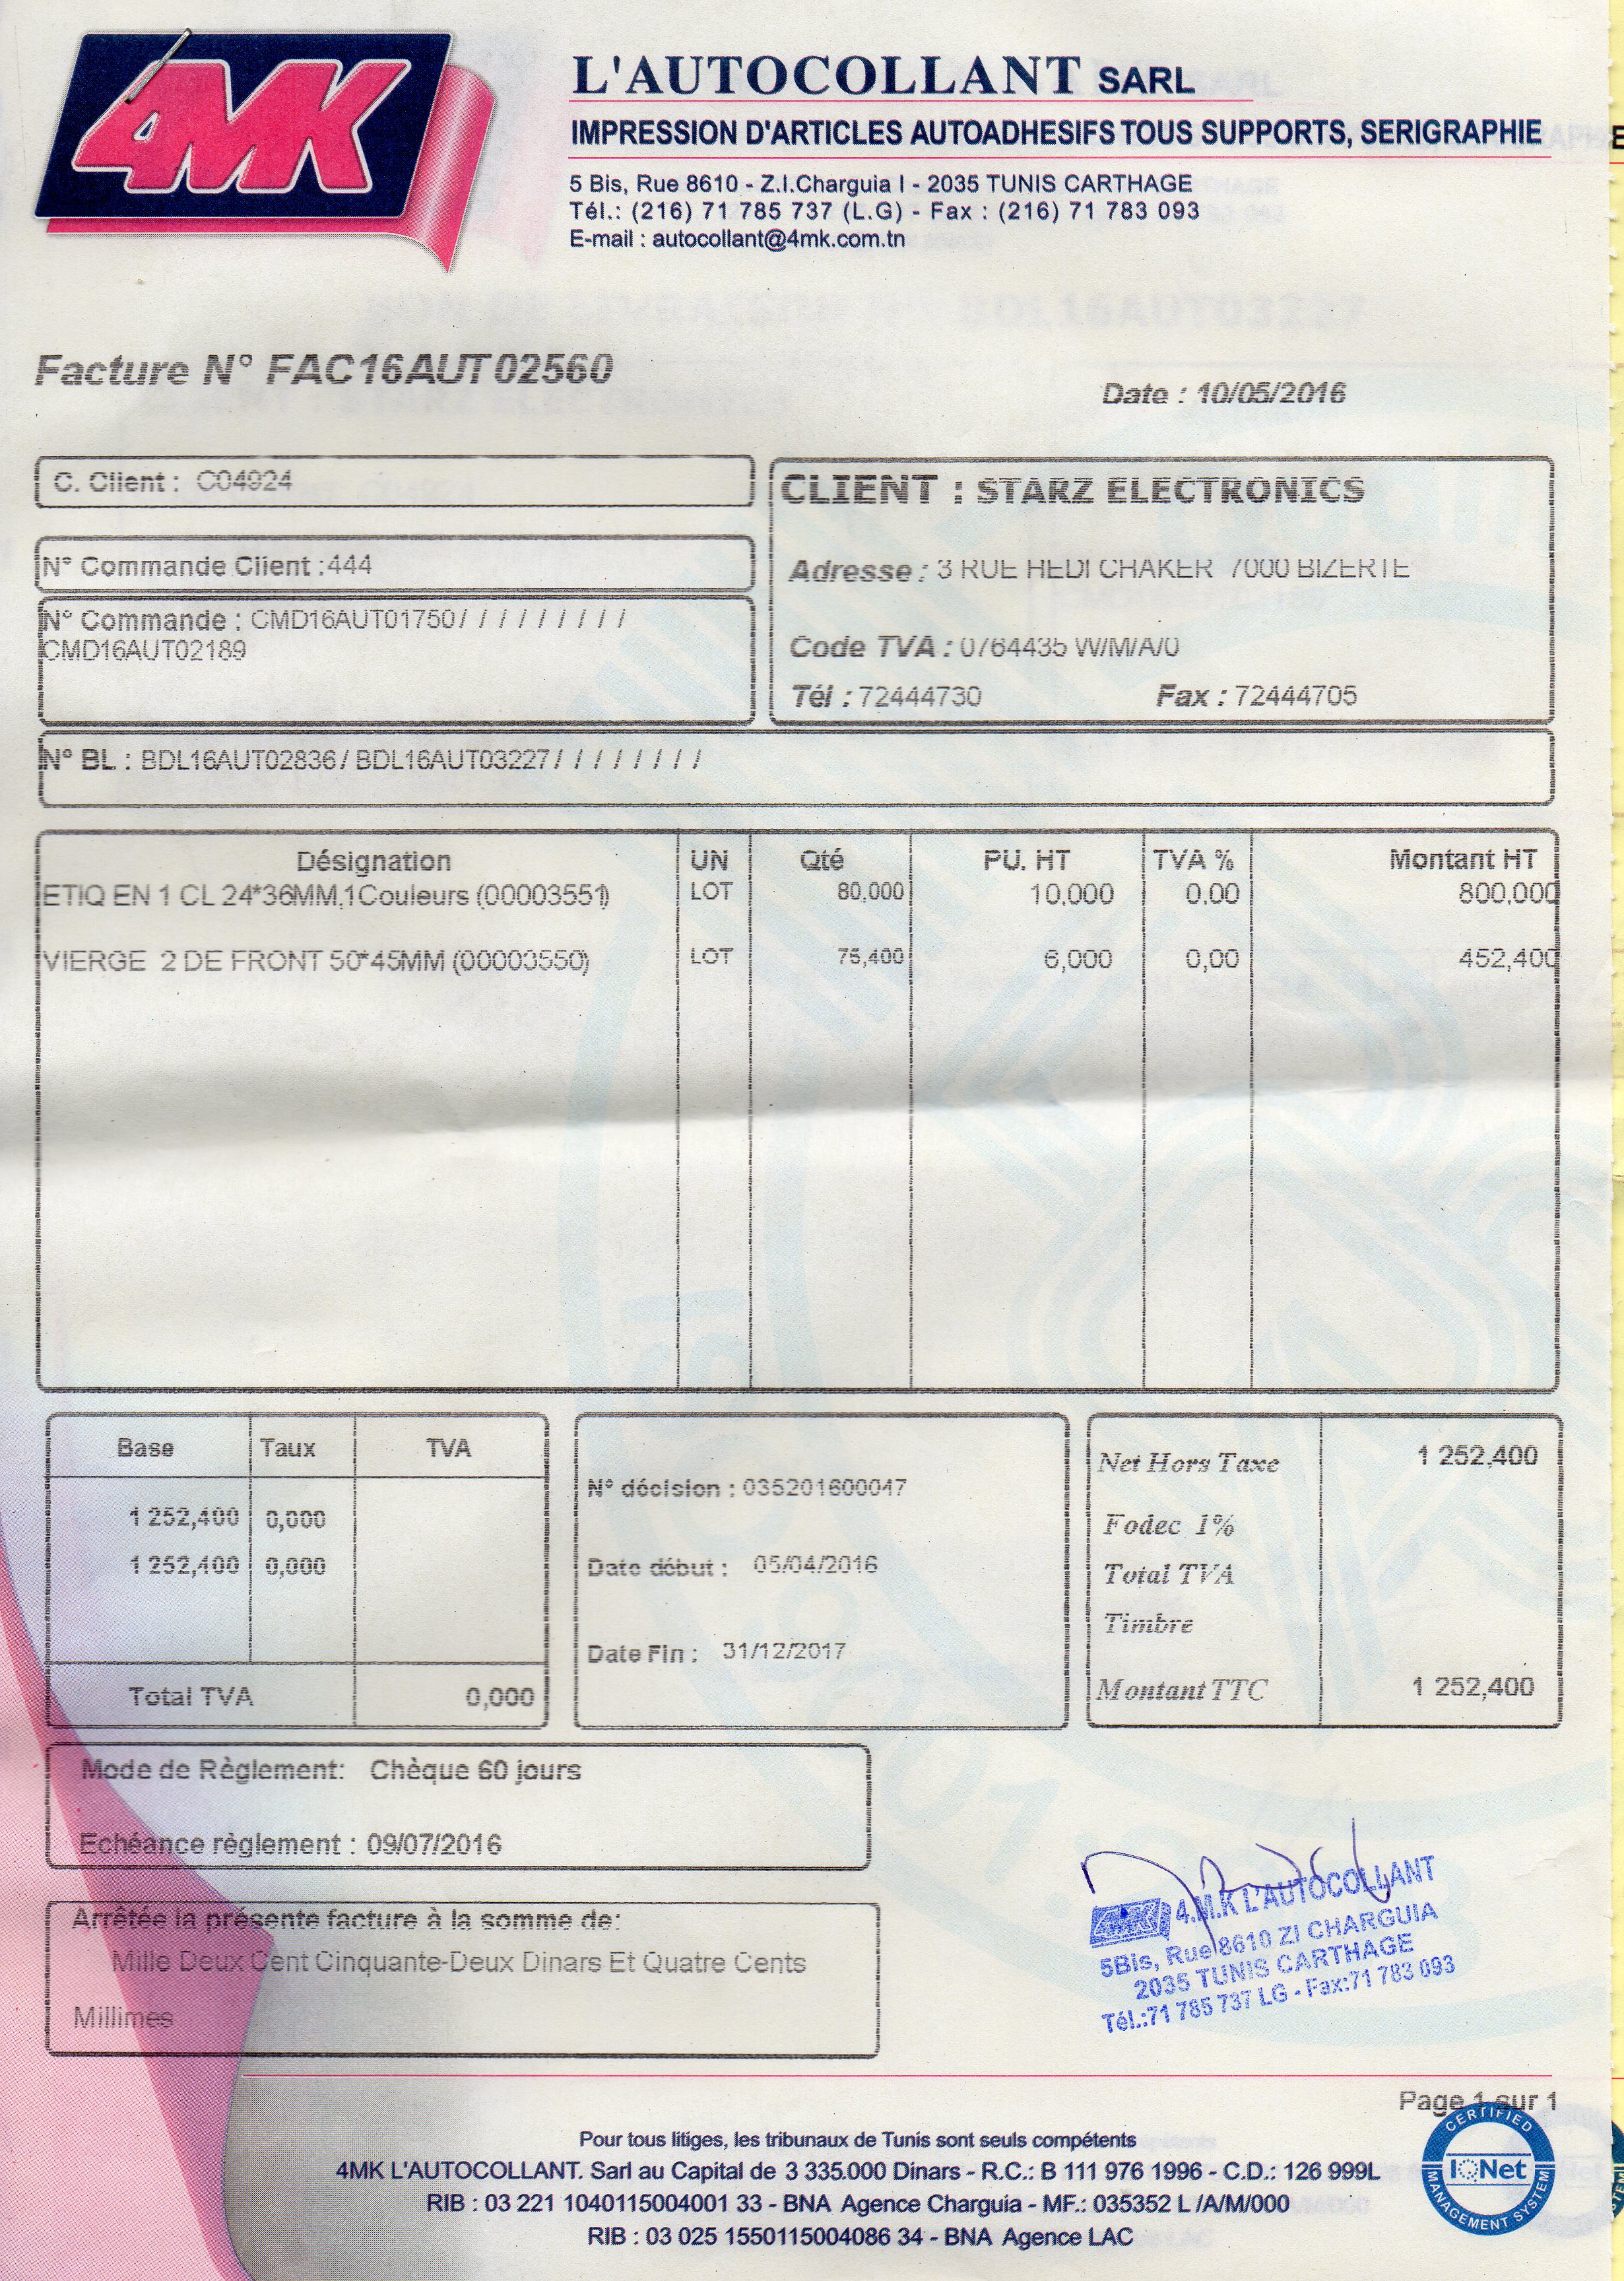 4MK
L'AUTOCOLLANT SARL
IMPRESSION D'ARTICLES AUTOADHESIFS TOUS SUPPORTS, SERIGRAPHIE
5 Bis, Rue 8610 - Z.I.Charguia I - 2035 TUNIS CARTHAGE
Tél.: (216) 71 785 737 (L.G) - Fax : (216) 71 783 093
E-mail : autocollant@4mk.com.tn
Facture N° FAC16AUT02560
Date : 10/05/2016
C. Client : C04924
CLIENT : STARZ ELECTRONICS
N° Commande Client :444
Adresse : 3 RUE HEDI CHAKER 7000 BIZERTE
N° Commande : CMD16AUT01750/ / / / / / / / /
CMD16AUT02189
Code TVA : 0764435 W/M/A/0
Tél : 72444730 Fax : 72444705
N° BL : BDL16AUT02836/ BDL16AUT03227/ / / / / / / /
Désignation UN Qté PU. HT TVA % Montant HT
ETIQ EN 1 CL 24*36MM,1Couleurs (00003551) LOT 80,000 10,000 0,00 800,000
VIERGE 2 DE FRONT 50*45MM (00003550) LOT 75,400 6,000 0,00 452,400
Base Taux TVA
1 252,400 0,000
1 252,400 0,000
Total TVA 0,000
N° décision : 035201600047
Date début : 05/04/2016
Date Fin : 31/12/2017
Net Hors Taxe 1 252,400
Fodec 1%
Total TVA
Timbre
Montant TTC 1 252,400
Mode de Règlement: Chèque 60 jours
Echéance règlement : 09/07/2016
Arrêtée la présente facture à la somme de:
Mille Deux Cent Cinquante-Deux Dinars Et Quatre Cents
Millimes
4MK 4.M.K L'AUTOCOLLANT
5Bis, Rue 8610 ZI CHARGUIA
2035 TUNIS CARTHAGE
Tél.:71 785 737 LG - Fax:71 783 093
Page 1 sur 1
Pour tous litiges, les tribunaux de Tunis sont seuls compétents
4MK L'AUTOCOLLANT. Sarl au Capital de 3 335.000 Dinars - R.C.: B 111 976 1996 - C.D.: 126 999L
RIB : 03 221 1040115004001 33 - BNA Agence Charguia - MF.: 035352 L /A/M/000
RIB : 03 025 1550115004086 34 - BNA Agence LAC
CERTIFIED
IQNet
MANAGEMENT SYSTEM